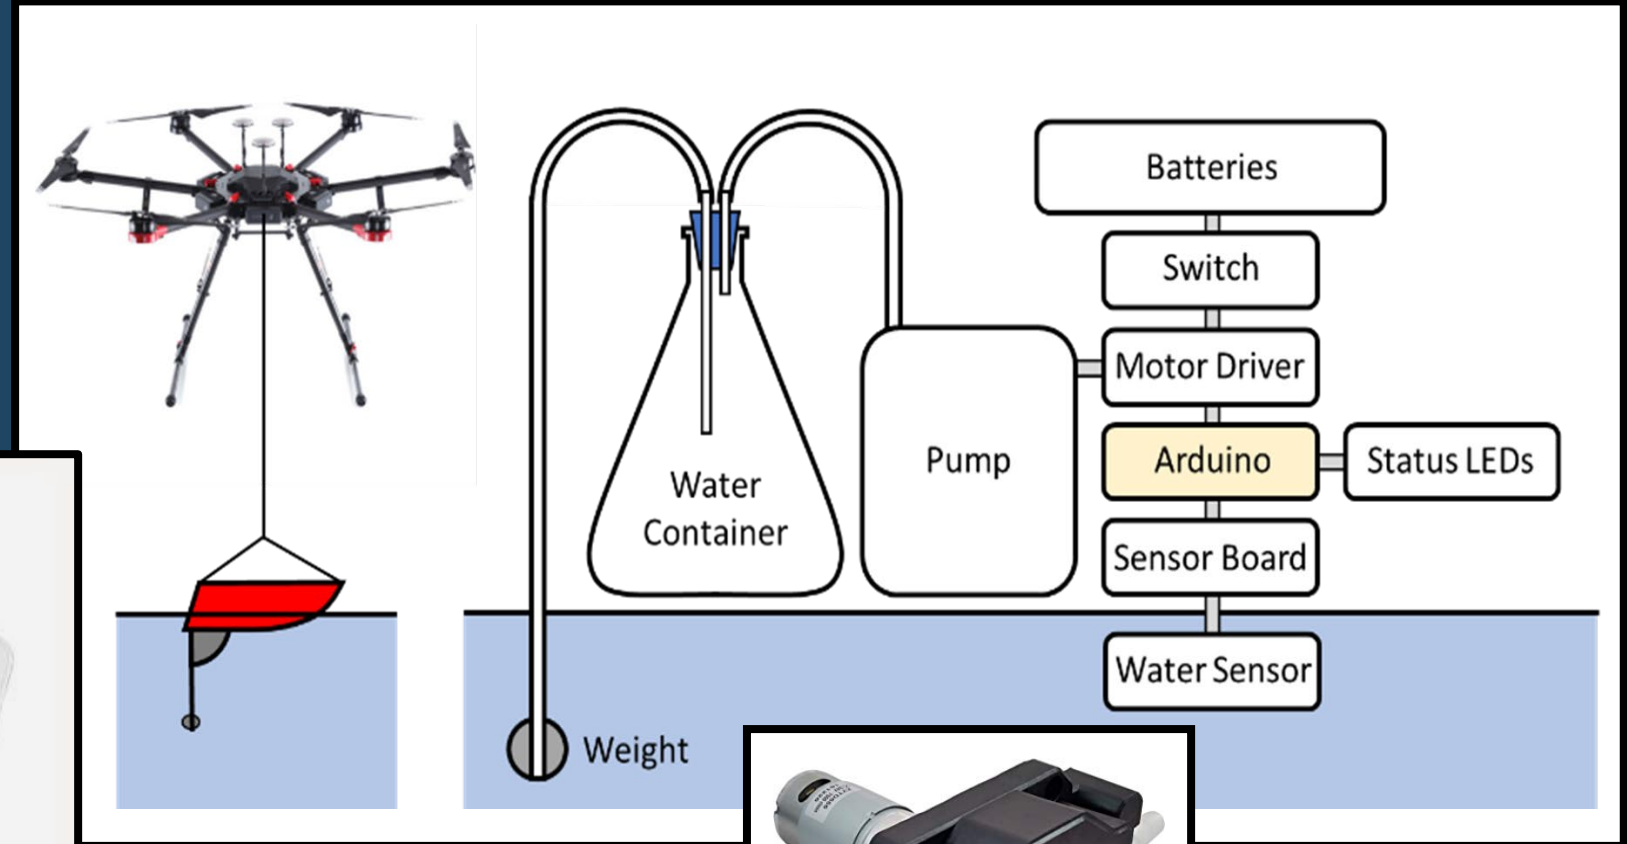 Batteries
Switch
Motor Driver
Pump
Arduino
Status LEDs
Water
Container
Sensor Board
Water Sensor
Weight